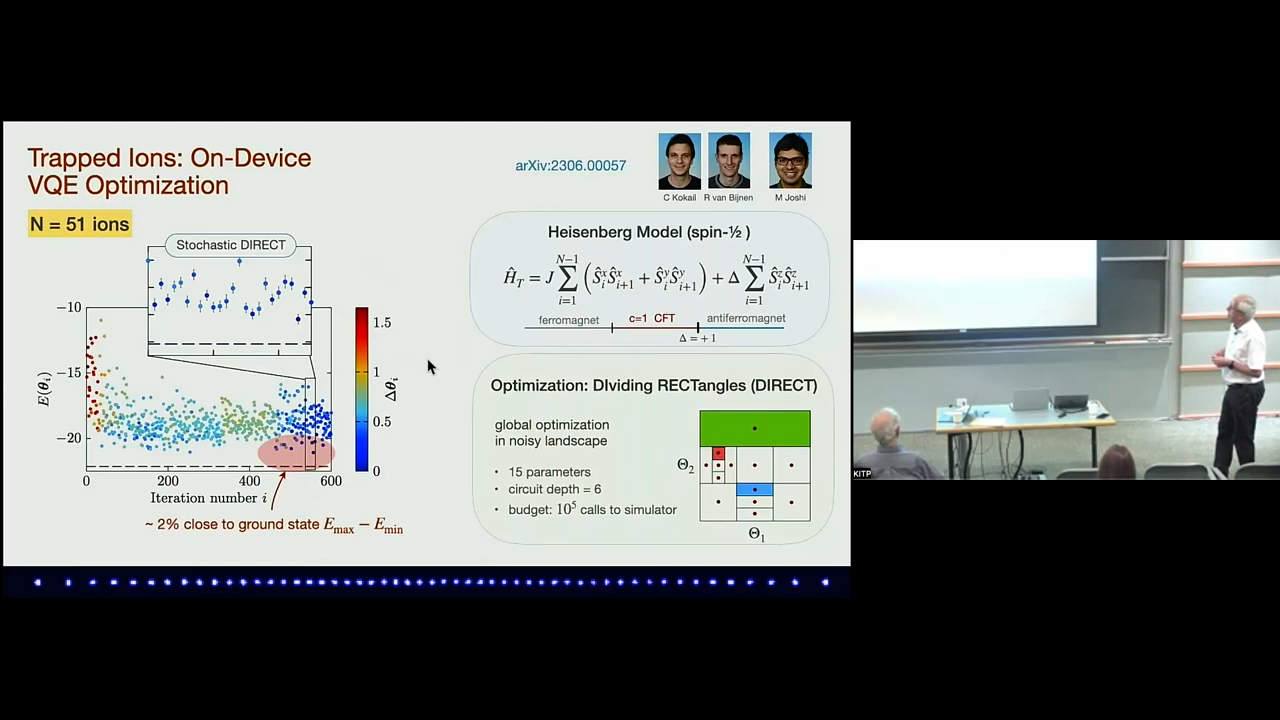 Trapped Ions: On-Device
VQE Optimization
arXiv:2306.00057
C Kokail
R van Bijnen
M Joshi
N = 51 ions
Stochastic DIRECT
−10
−15
−20
E(θᵢ)
0
200
400
600
Iteration number i
1.5
1
0.5
0
Δθᵢ
~ 2% close to ground state E_max − E_min
Heisenberg Model (spin-½ )
Ĥ_T = J ∑_{i=1}^{N−1} (Ŝ_i^x Ŝ_{i+1}^x + Ŝ_i^y Ŝ_{i+1}^y) + Δ ∑_{i=1}^{N−1} Ŝ_i^z Ŝ_{i+1}^z
ferromagnet
c=1 CFT
antiferromagnet
Δ = + 1
Optimization: DIviding RECTangles (DIRECT)
global optimization
in noisy landscape
• 15 parameters
• circuit depth = 6
• budget: 10⁵ calls to simulator
Θ₂
Θ₁
KITP